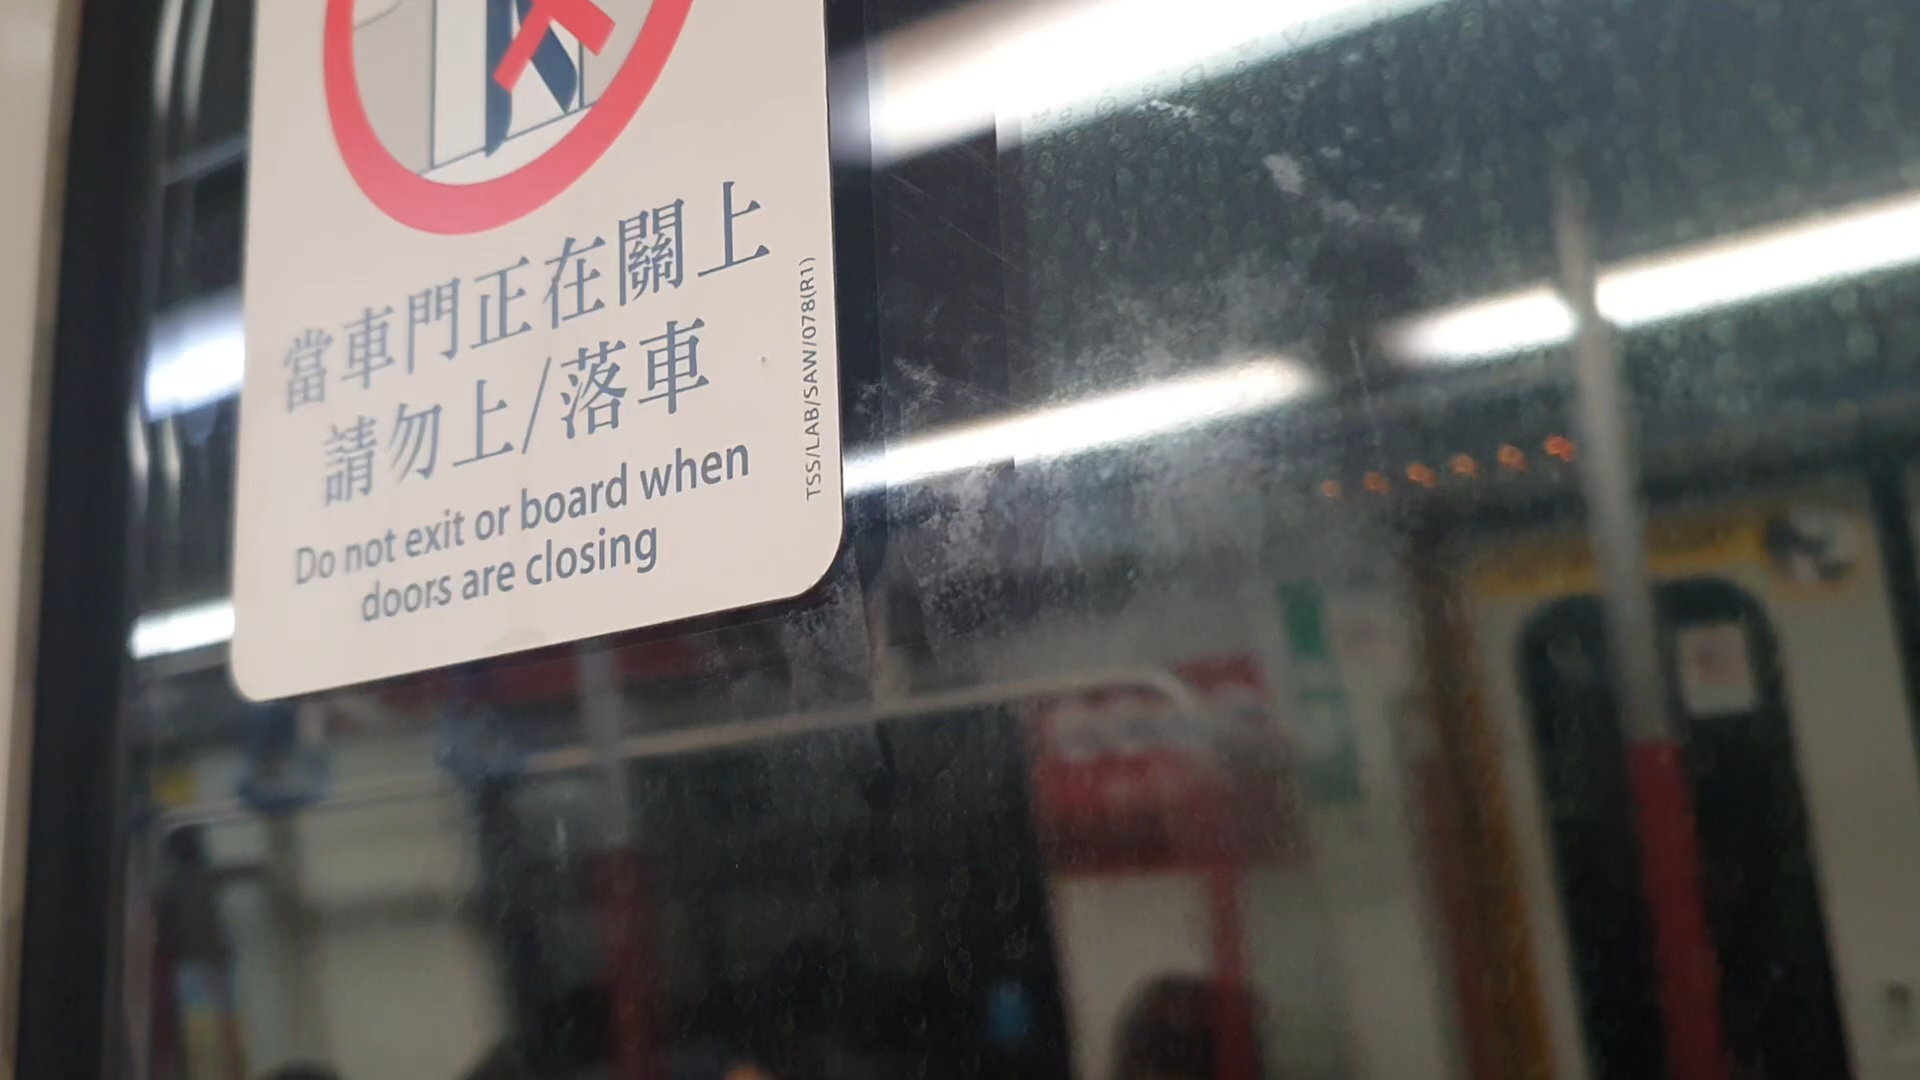 當車門正在關上
請勿上/落車
Do not exit or board when
doors are closing
TSS/LAB/SAW/078(R1)